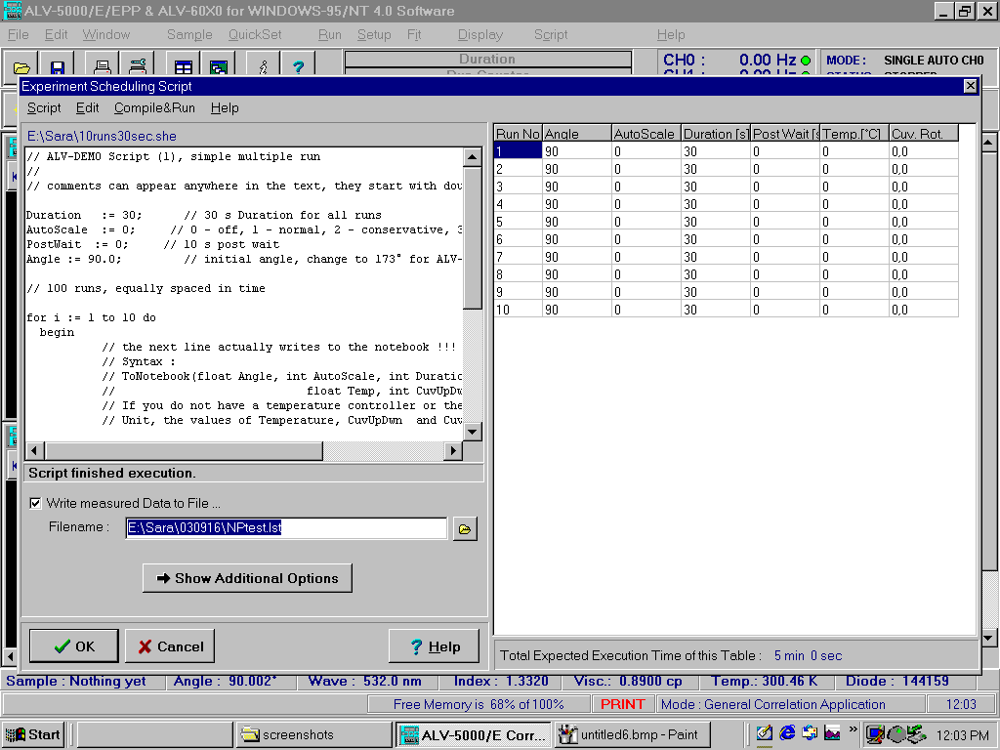 ALV-5000/E/EPP & ALV-60X0 for WINDOWS-95/NT 4.0 Software
File Edit Window Sample QuickSet Run Setup Fit Display Script Help
Duration
CH0 : 0.00 Hz
MODE : SINGLE AUTO CH0
Experiment Scheduling Script
Script Edit Compile&Run Help
E:\Sara\10runs30sec.she
// ALV-DEMO Script (1), simple multiple run
//
// comments can appear anywhere in the text, they start with dou
Duration := 30; // 30 s Duration for all runs
AutoScale := 0; // 0 - off, 1 - normal, 2 - conservative, 3
PostWait := 0; // 10 s post wait
Angle := 90.0; // initial angle, change to 173° for ALV-
// 100 runs, equally spaced in time
for i := 1 to 10 do
begin
// the next line actually writes to the notebook !!!
// Syntax :
// ToNotebook(float Angle, int AutoScale, int Duratio
// float Temp, int CuvUpDw
// If you do not have a temperature controller or the
// Unit, the values of Temperature, CuvUpDwn and Cuv
Script finished execution.
Write measured Data to File ...
Filename : E:\Sara\030916\NPtest.lst
Show Additional Options
OK Cancel ? Help
Run No Angle AutoScale Duration [s] Post Wait [s Temp.[°C] Cuv. Rot.
1 90 0 30 0 0 0,0
2 90 0 30 0 0 0,0
3 90 0 30 0 0 0,0
4 90 0 30 0 0 0,0
5 90 0 30 0 0 0,0
6 90 0 30 0 0 0,0
7 90 0 30 0 0 0,0
8 90 0 30 0 0 0,0
9 90 0 30 0 0 0,0
10 90 0 30 0 0 0,0
Total Expected Execution Time of this Table : 5 min 0 sec
Sample : Nothing yet Angle : 90.002° Wave : 532.0 nm Index : 1.3320 Visc.: 0.8900 cp Temp.: 300.46 K Diode : 144159
Free Memory is 68% of 100% PRINT Mode : General Correlation Application 12:03
Start screenshots ALV-5000/E Corr... untitled6.bmp - Paint » 12:03 PM